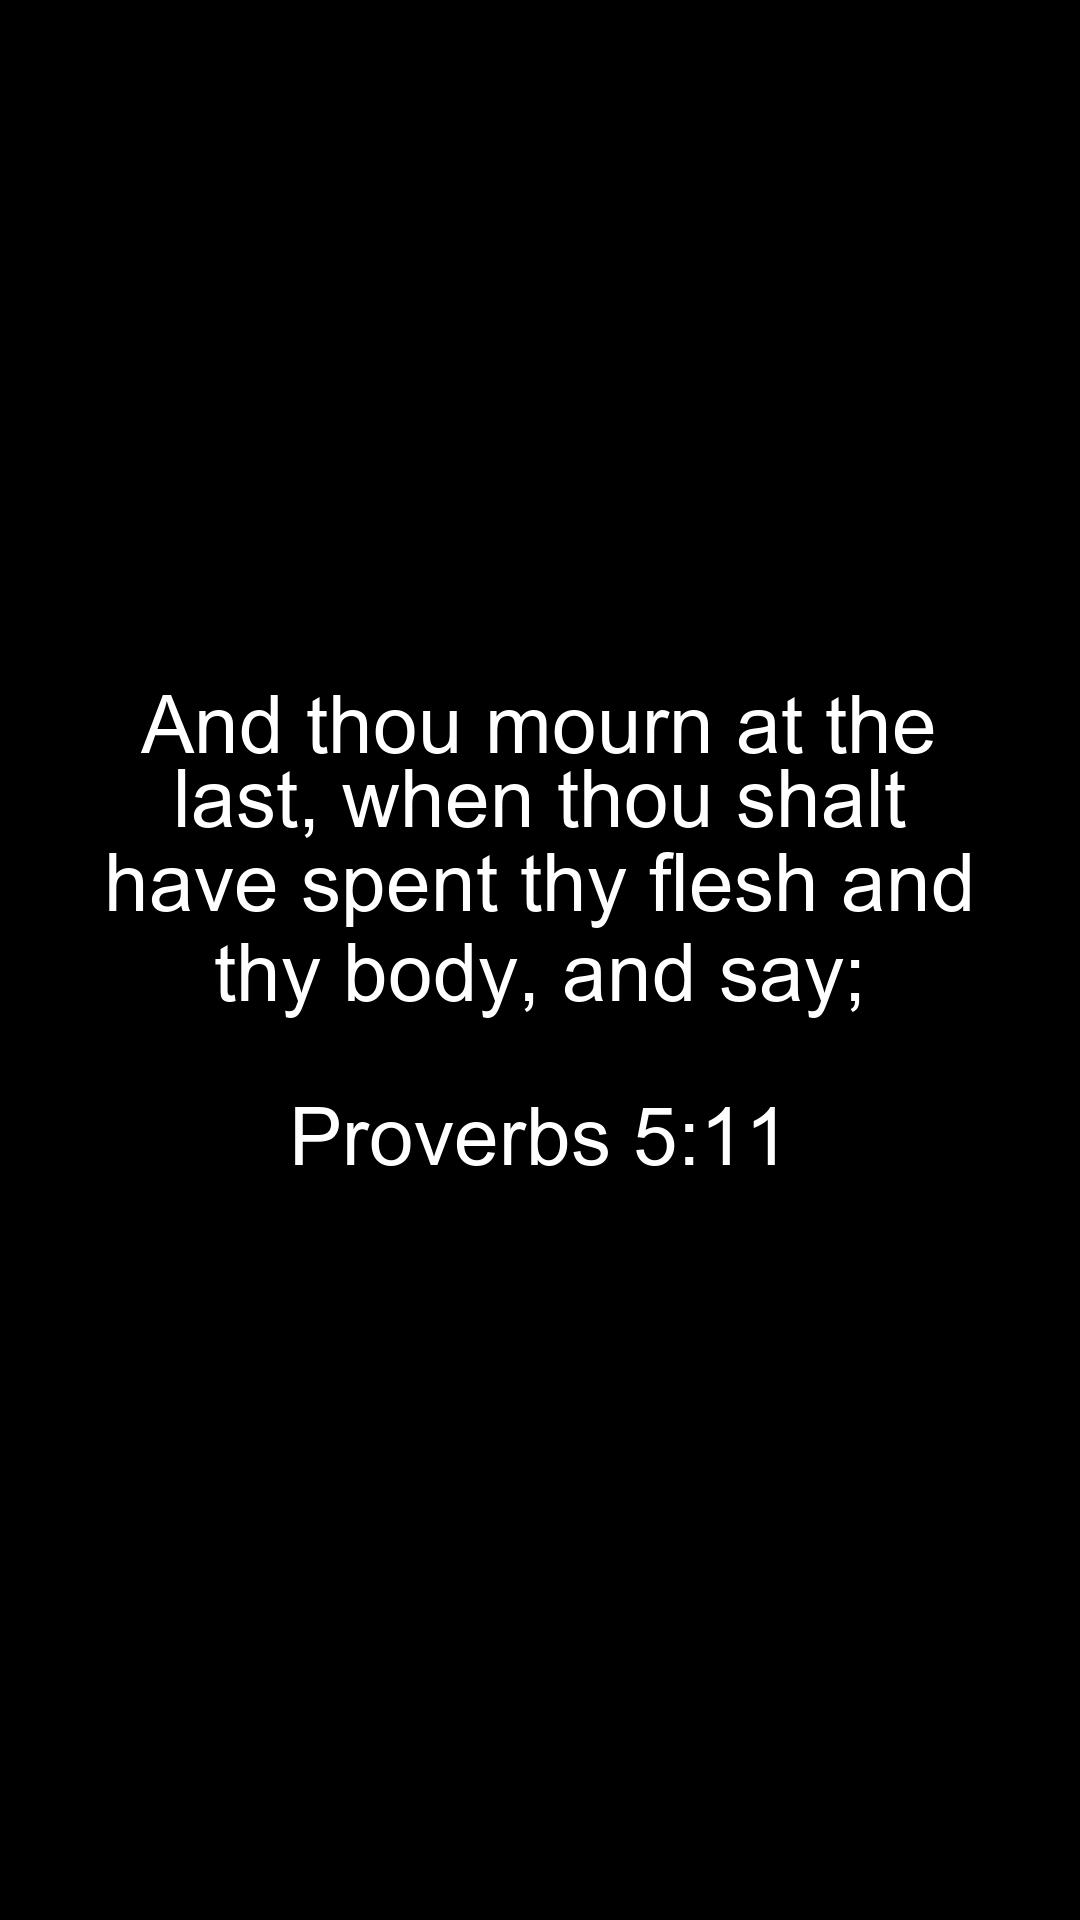 And thou mourn at the
last, when thou shalt
have spent thy flesh and
thy body, and say;
Proverbs 5:11